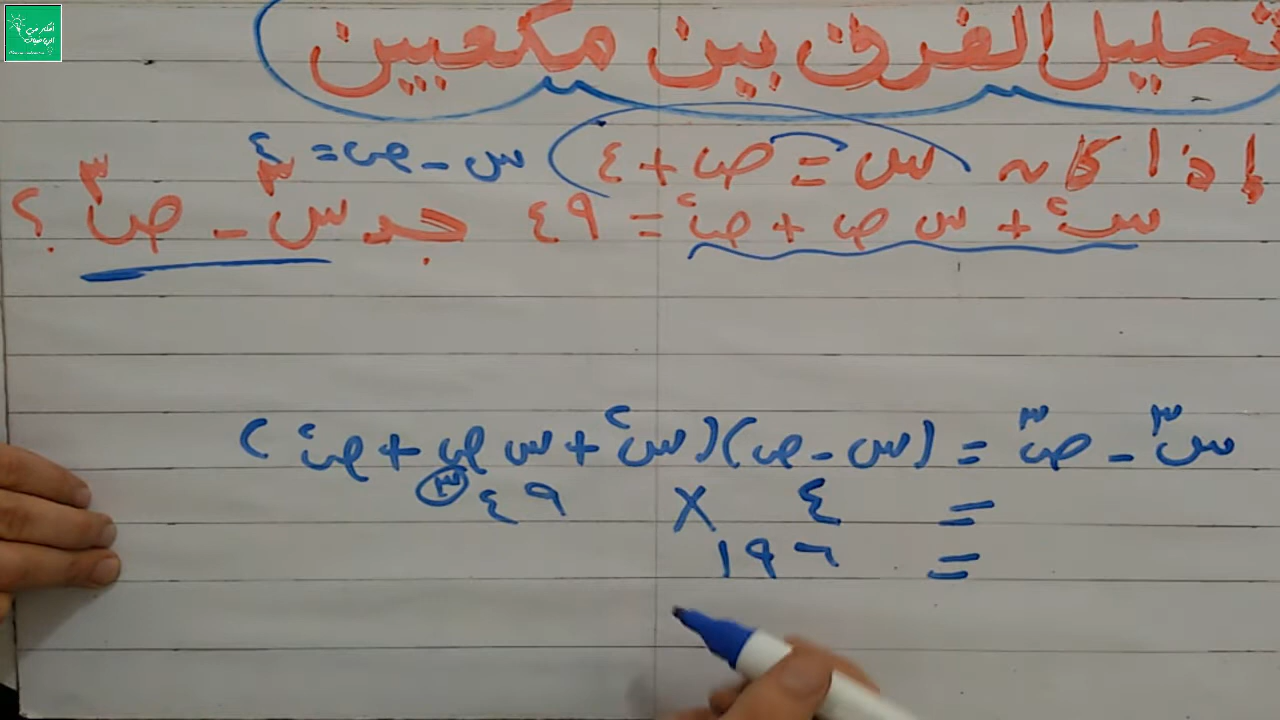 تحليل الفرق بين مكعبين
إذا كان س = ص + ٤ س - ص = ٤
س٢ + س ص + ص٢ = ٤٩ جد س٣ - ص٣ ؟
س٣ - ص٣ = (س - ص)(س٢ + س ص + ص٢)
= ٤ × ٤٩ ٣
= ١٩٦